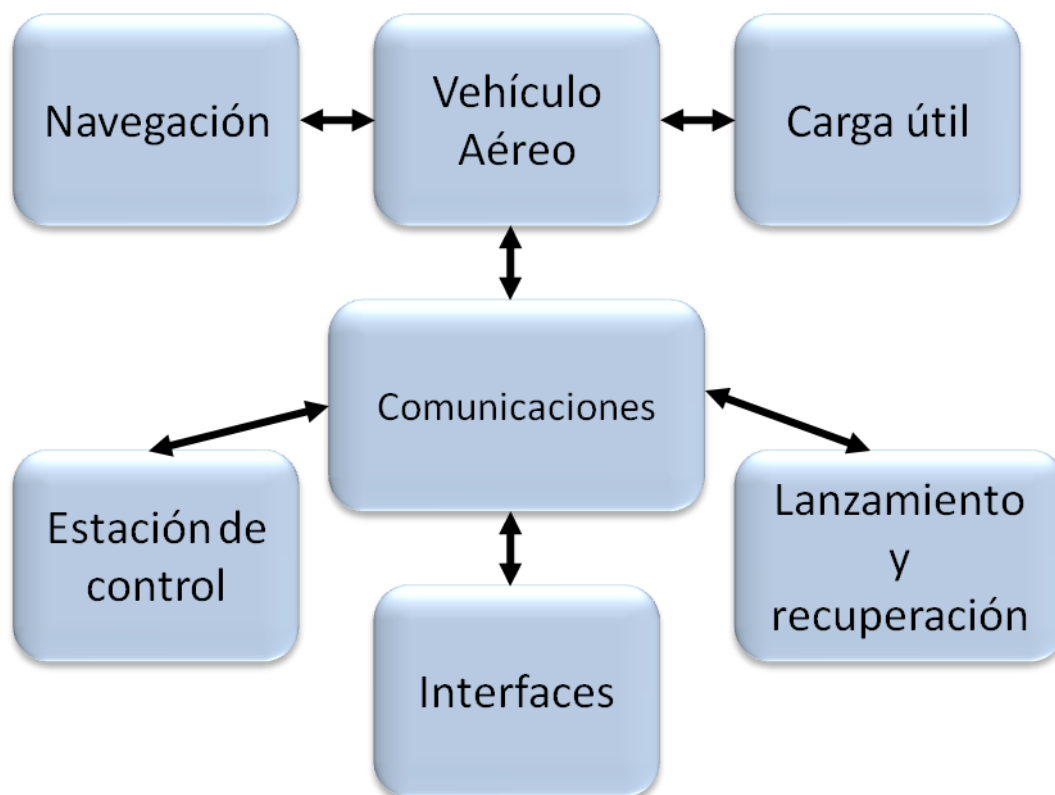 Navegación
Vehículo
Aéreo
Carga útil
Comunicaciones
Estación de
control
Lanzamiento
y
recuperación
Interfaces